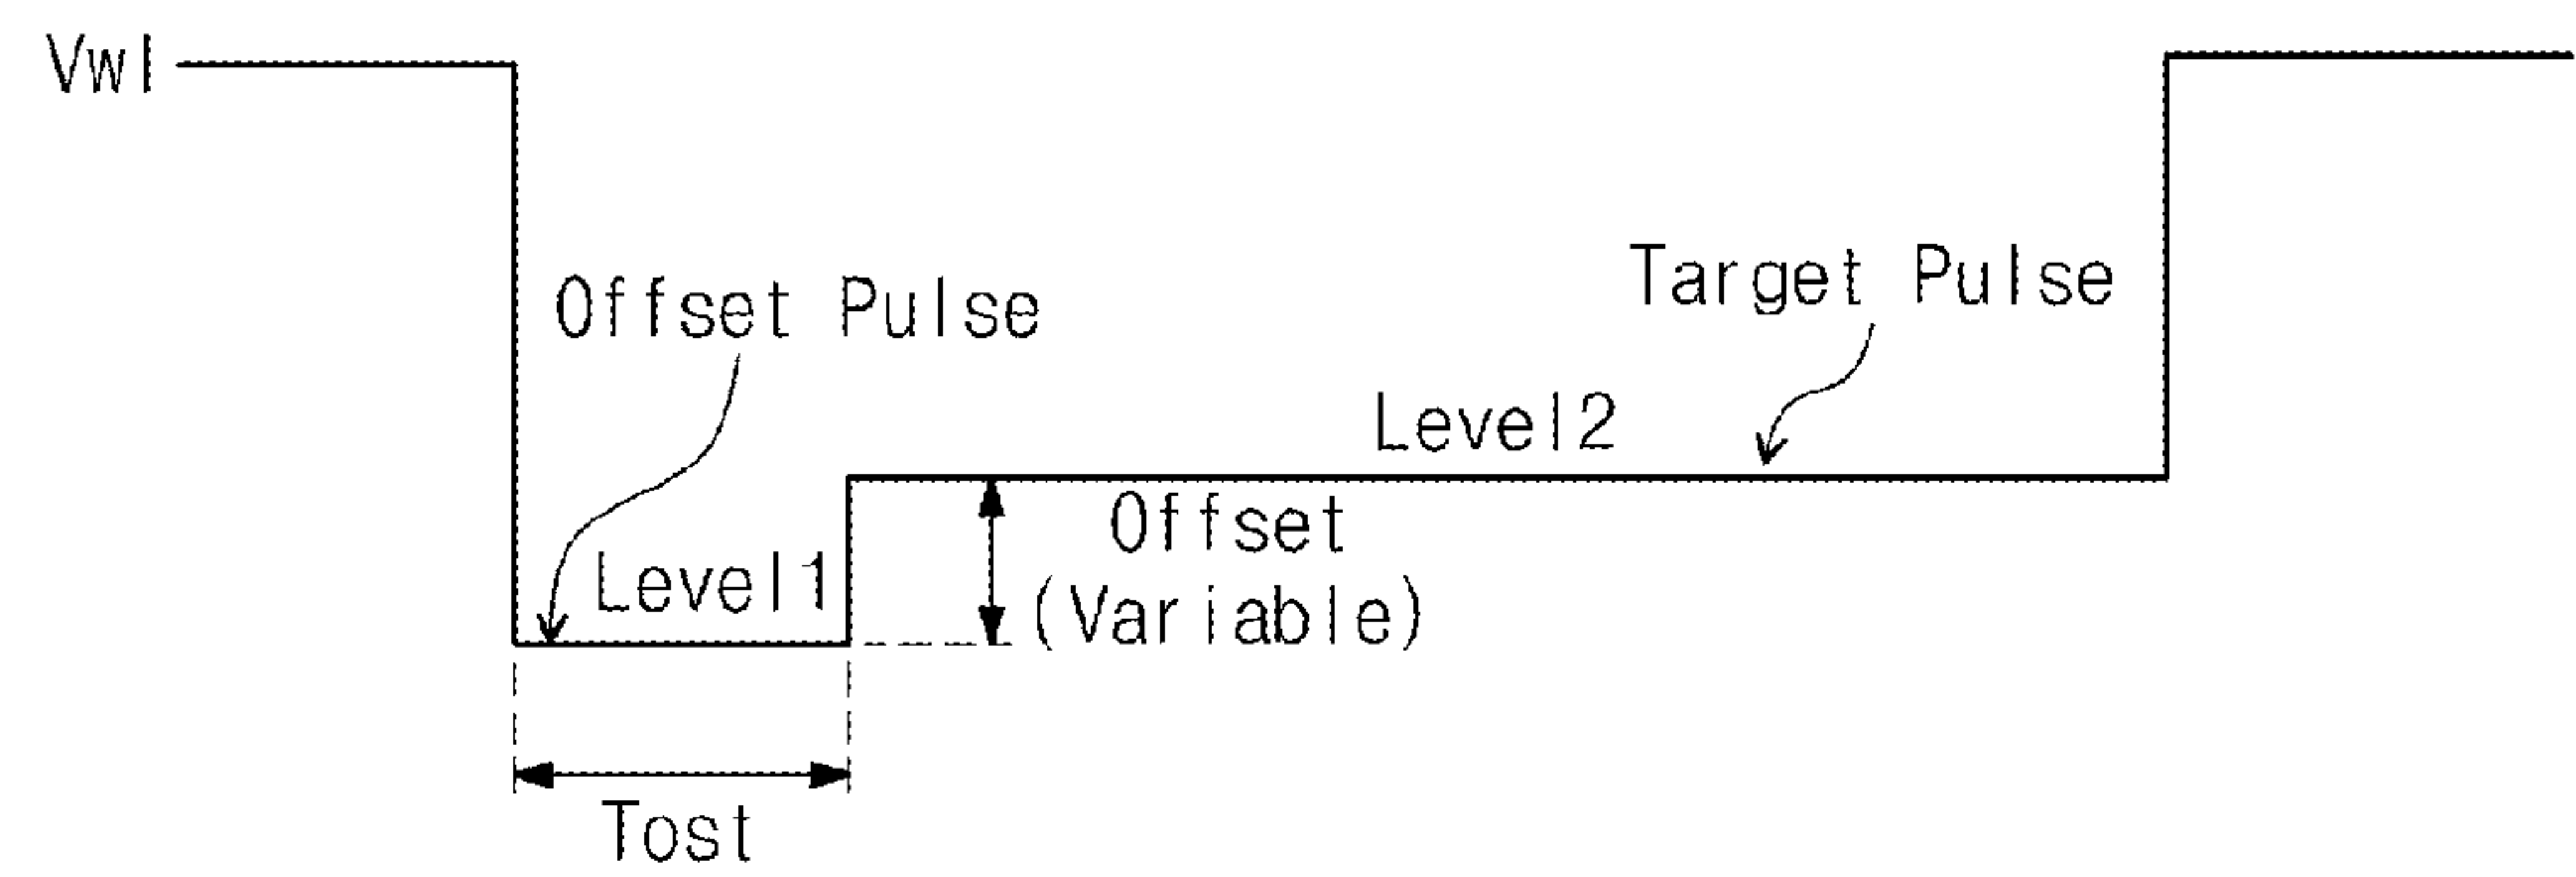 Vwl
Offset Pulse
Target Pulse
Level2
Offset
(Variable)
Level1
Tost